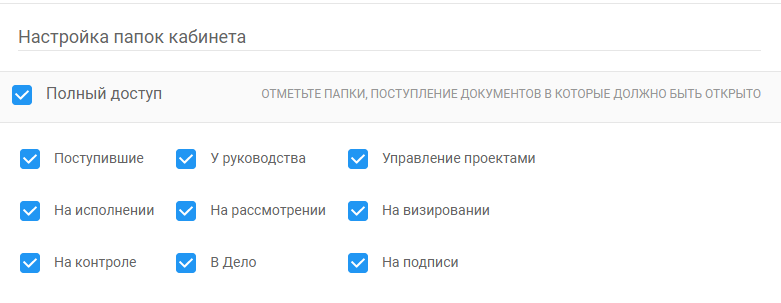 Настройка папок кабинета
Полный доступ ОТМЕТЬТЕ ПАПКИ, ПОСТУПЛЕНИЕ ДОКУМЕНТОВ В КОТОРЫЕ ДОЛЖНО БЫТЬ ОТКРЫТО
Поступившие У руководства Управление проектами
На исполнении На рассмотрении На визировании
На контроле В Дело На подписи